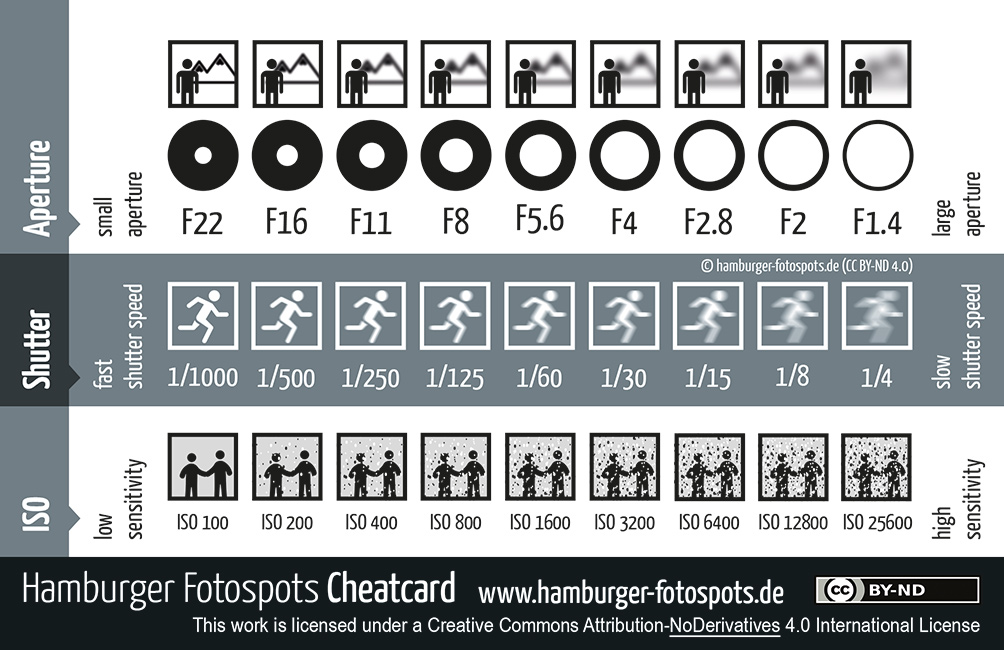 Aperture
small
aperture
F22 F16 F11 F8 F5.6 F4 F2.8 F2 F1.4
large
aperture
© hamburger-fotospots.de (CC BY-ND 4.0)
Shutter
fast
shutter speed
1/1000 1/500 1/250 1/125 1/60 1/30 1/15 1/8 1/4
slow
shutter speed
ISO
low
sensitivity
ISO 100 ISO 200 ISO 400 ISO 800 ISO 1600 ISO 3200 ISO 6400 ISO 12800 ISO 25600
high
sensitivity
Hamburger Fotospots Cheatcard www.hamburger-fotospots.de cc BY-ND
This work is licensed under a Creative Commons Attribution-NoDerivatives 4.0 International License